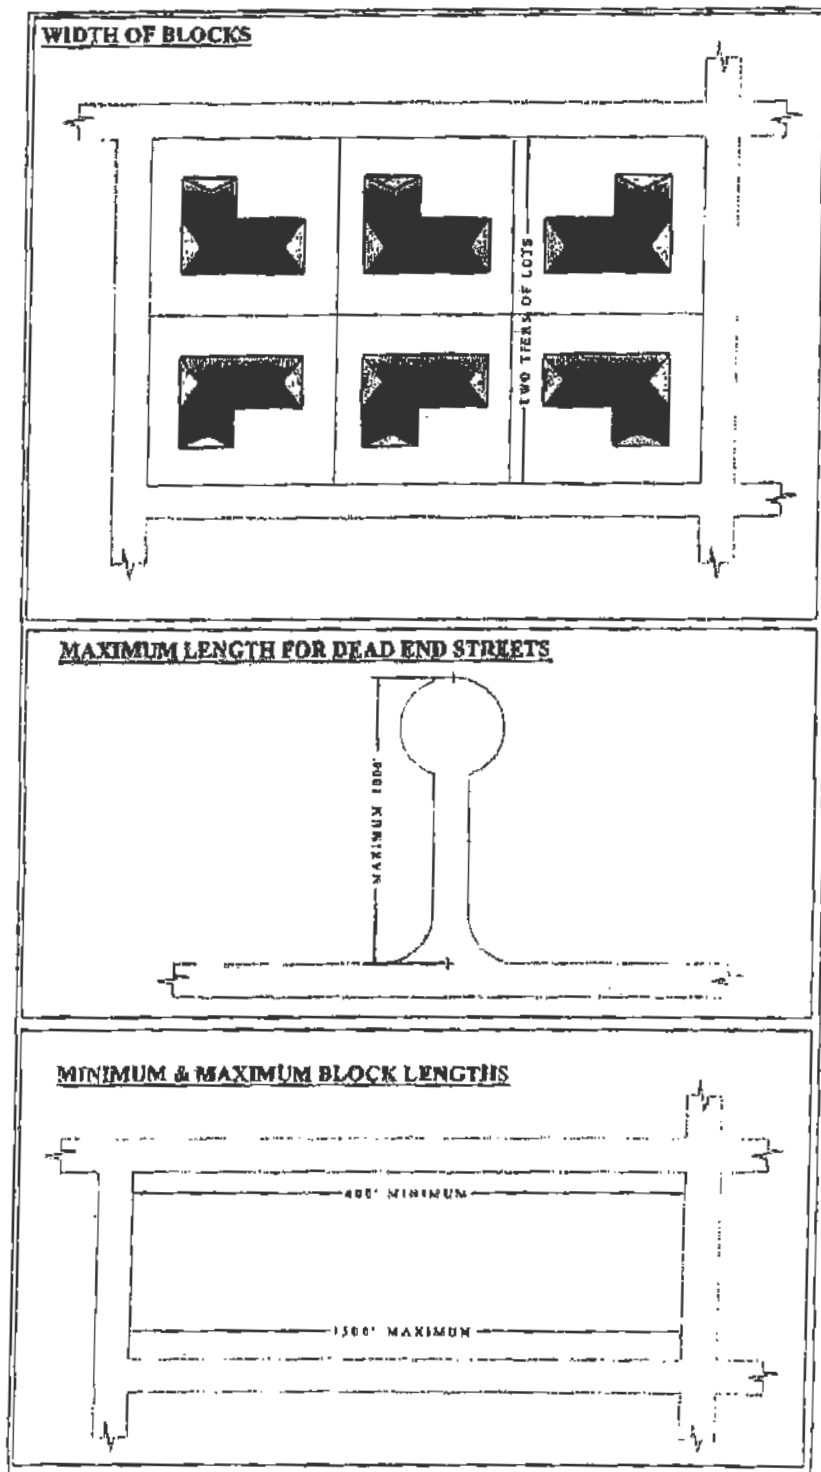 WIDTH OF BLOCKS
TWO TIERS OF LOTS
MAXIMUM LENGTH FOR DEAD END STREETS
MAXIMUM 1000'
MINIMUM & MAXIMUM BLOCK LENGTHS
400' MINIMUM
1500' MAXIMUM